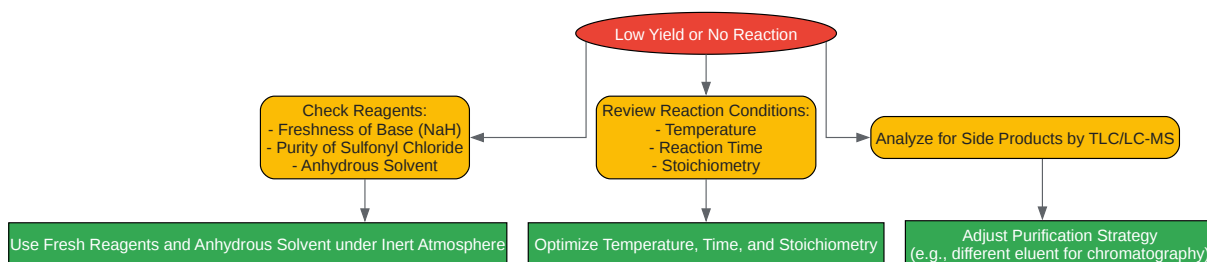 Low Yield or No Reaction
Check Reagents:
- Freshness of Base (NaH)
- Purity of Sulfonyl Chloride
- Anhydrous Solvent
Review Reaction Conditions:
- Temperature
- Reaction Time
- Stoichiometry
Analyze for Side Products by TLC/LC-MS
Use Fresh Reagents and Anhydrous Solvent under Inert Atmosphere
Optimize Temperature, Time, and Stoichiometry
Adjust Purification Strategy
(e.g., different eluent for chromatography)